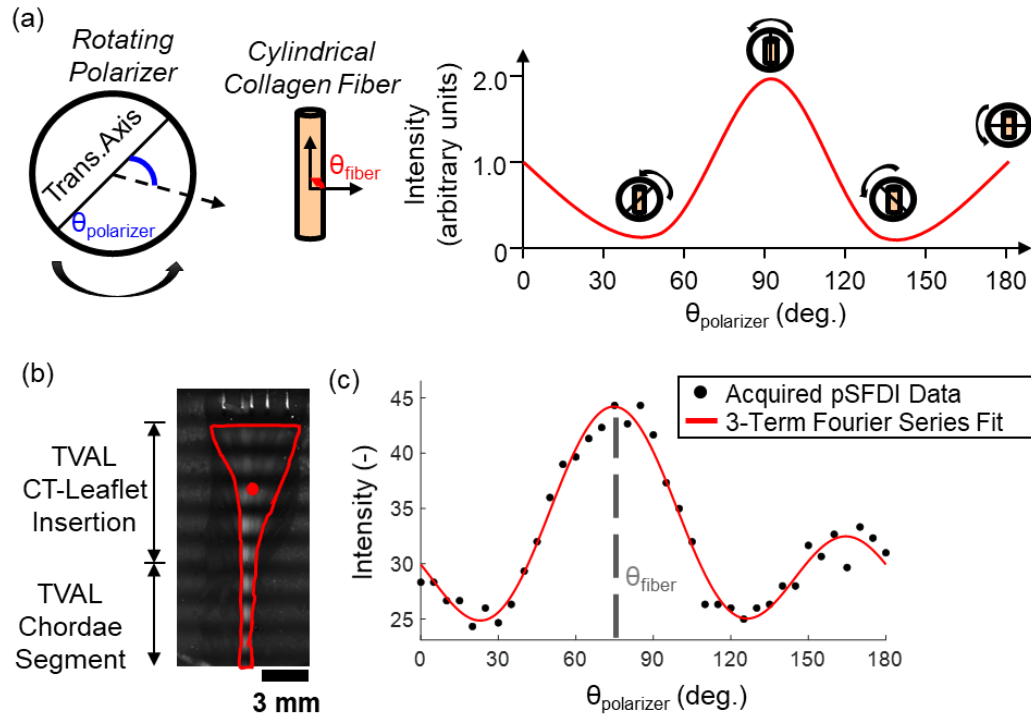 (a)
Rotating
Polarizer
Trans.Axis
θpolarizer
Cylindrical
Collagen Fiber
θfiber
Intensity
(arbitrary units)
2.0
1.0
0
0 30 60 90 120 150 180
θpolarizer (deg.)
(b)
TVAL
CT-Leaflet
Insertion
TVAL
Chordae
Segment
3 mm
(c)
Acquired pSFDI Data
3-Term Fourier Series Fit
Intensity (-)
45
40
35
30
25
θfiber
0 30 60 90 120 150 180
θpolarizer (deg.)